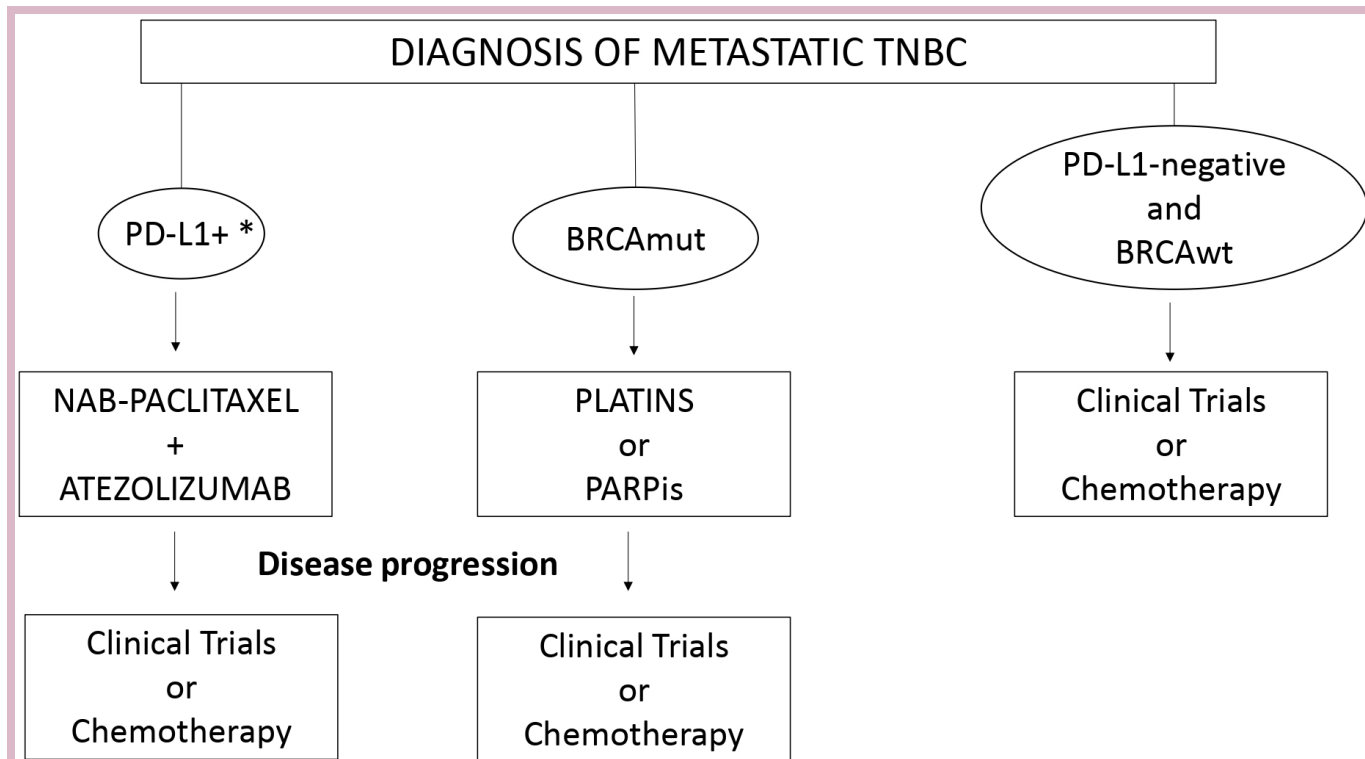 DIAGNOSIS OF METASTATIC TNBC
PD-L1+ *
BRCAmut
PD-L1-negative
and
BRCAwt
NAB-PACLITAXEL
+
ATEZOLIZUMAB
PLATINS
or
PARPis
Clinical Trials
or
Chemotherapy
Disease progression
Clinical Trials
or
Chemotherapy
Clinical Trials
or
Chemotherapy